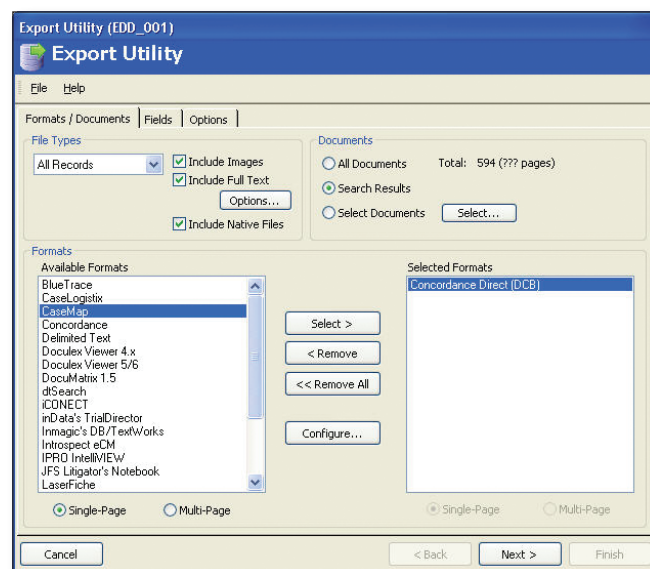 Export Utility (EDD_001)
Export Utility
File Help
Formats / Documents Fields Options
File Types
All Records
Include Images
Include Full Text
Options...
Include Native Files
Documents
All Documents Total: 594 (??? pages)
Search Results
Select Documents Select...
Formats
Available Formats
BlueTrace
CaseLogistix
CaseMap
Concordance
Delimited Text
Doculex Viewer 4.x
Doculex Viewer 5/6
DocuMatrix 1.5
dtSearch
iCONECT
inData's TrialDirector
Inmagic's DB/TextWorks
Introspect eCM
IPRO IntelliVIEW
JFS Litigator's Notebook
LaserFiche
Single-Page Multi-Page
Select >
< Remove
<< Remove All
Configure...
Selected Formats
Concordance Direct (DCB)
Single-Page Multi-Page
Cancel < Back Next > Finish